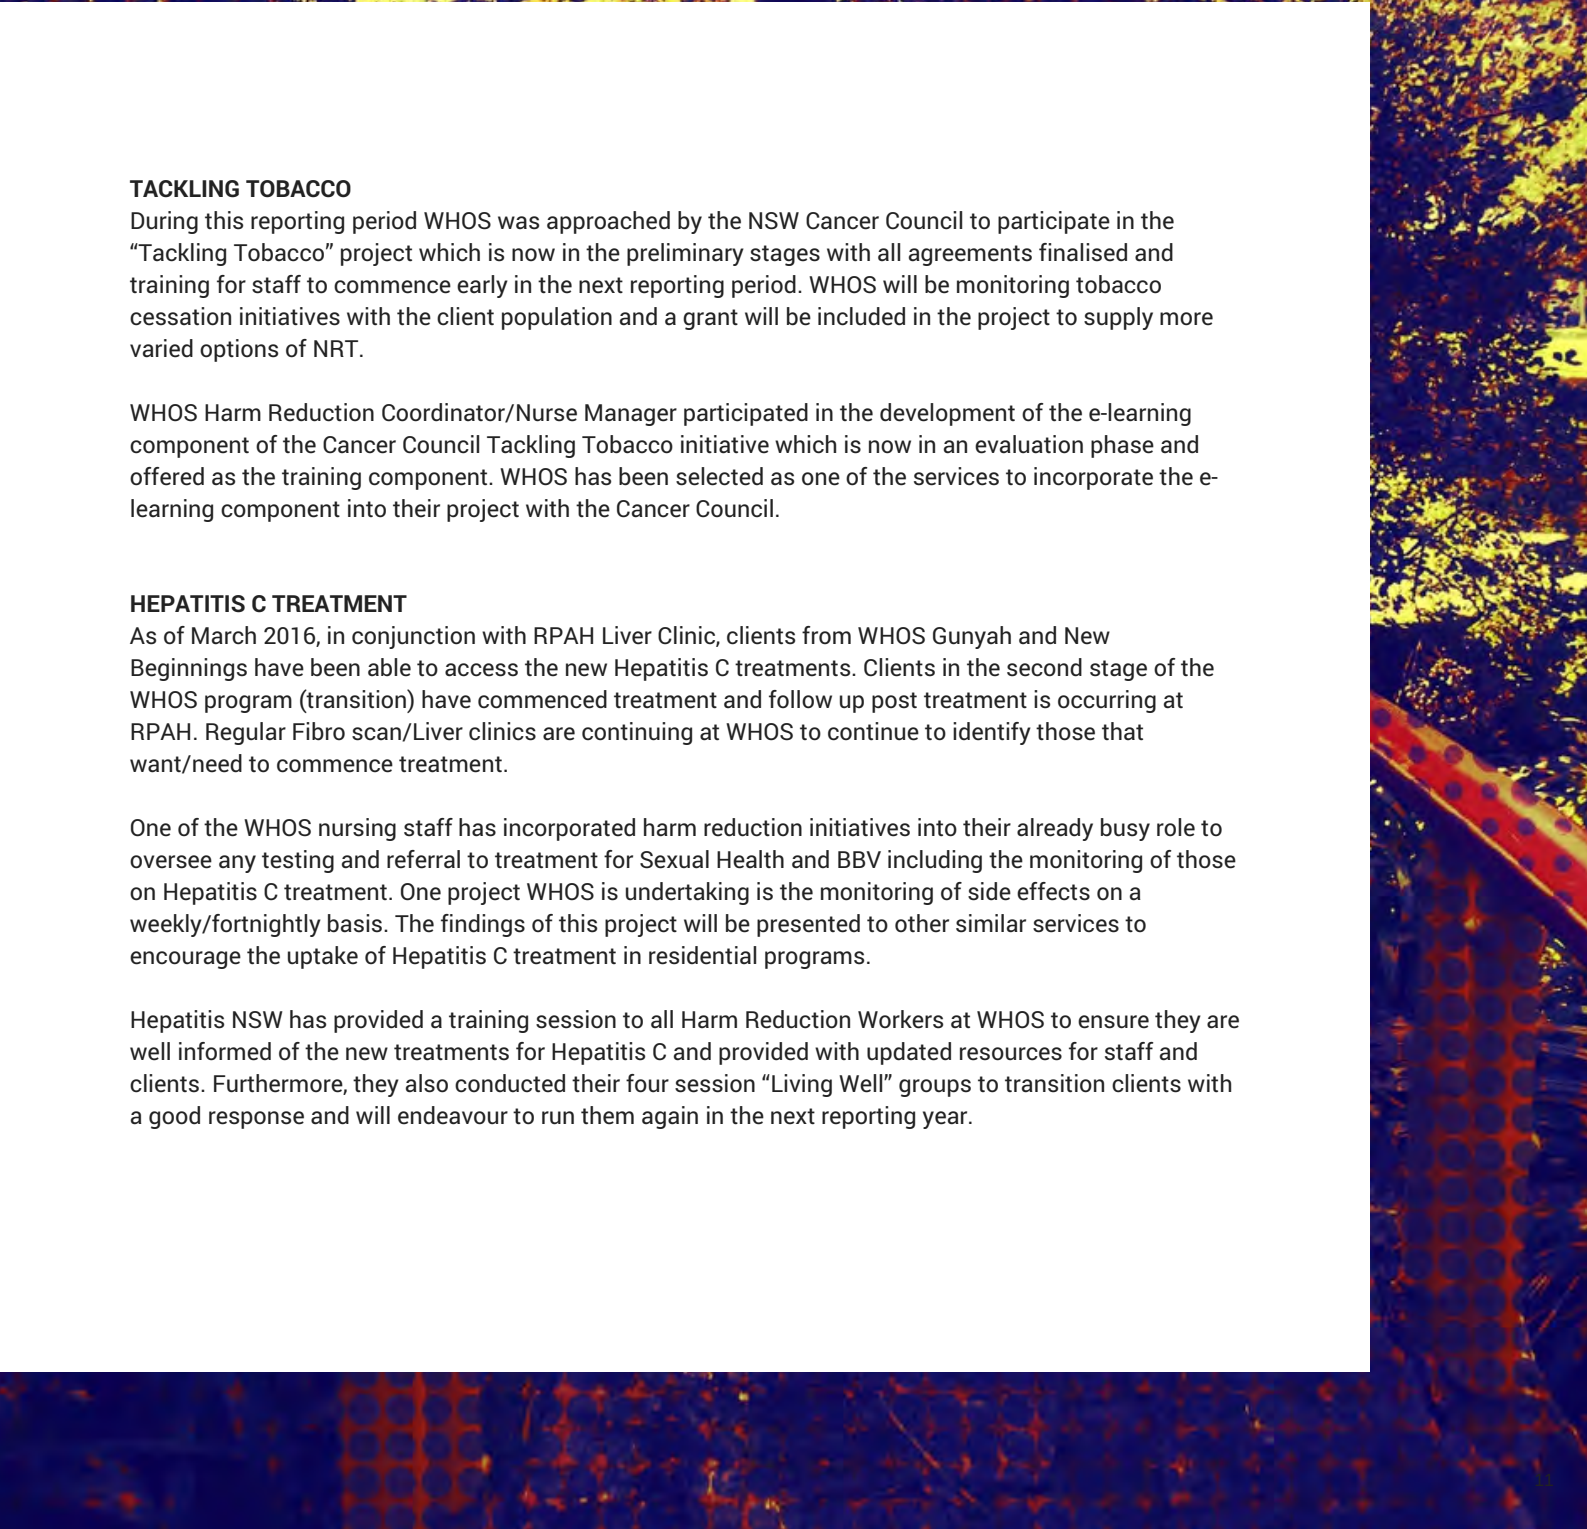 TACKLING TOBACCO
During this reporting period WHOS was approached by the NSW Cancer Council to participate in the
“Tackling Tobacco” project which is now in the preliminary stages with all agreements finalised and
training for staff to commence early in the next reporting period. WHOS will be monitoring tobacco
cessation initiatives with the client population and a grant will be included in the project to supply more
varied options of NRT.
WHOS Harm Reduction Coordinator/Nurse Manager participated in the development of the e-learning
component of the Cancer Council Tackling Tobacco initiative which is now in an evaluation phase and
offered as the training component. WHOS has been selected as one of the services to incorporate the e-
learning component into their project with the Cancer Council.
HEPATITIS C TREATMENT
As of March 2016, in conjunction with RPAH Liver Clinic, clients from WHOS Gunyah and New
Beginnings have been able to access the new Hepatitis C treatments. Clients in the second stage of the
WHOS program (transition) have commenced treatment and follow up post treatment is occurring at
RPAH. Regular Fibro scan/Liver clinics are continuing at WHOS to continue to identify those that
want/need to commence treatment.
One of the WHOS nursing staff has incorporated harm reduction initiatives into their already busy role to
oversee any testing and referral to treatment for Sexual Health and BBV including the monitoring of those
on Hepatitis C treatment. One project WHOS is undertaking is the monitoring of side effects on a
weekly/fortnightly basis. The findings of this project will be presented to other similar services to
encourage the uptake of Hepatitis C treatment in residential programs.
Hepatitis NSW has provided a training session to all Harm Reduction Workers at WHOS to ensure they are
well informed of the new treatments for Hepatitis C and provided with updated resources for staff and
clients. Furthermore, they also conducted their four session “Living Well” groups to transition clients with
a good response and will endeavour to run them again in the next reporting year.
11